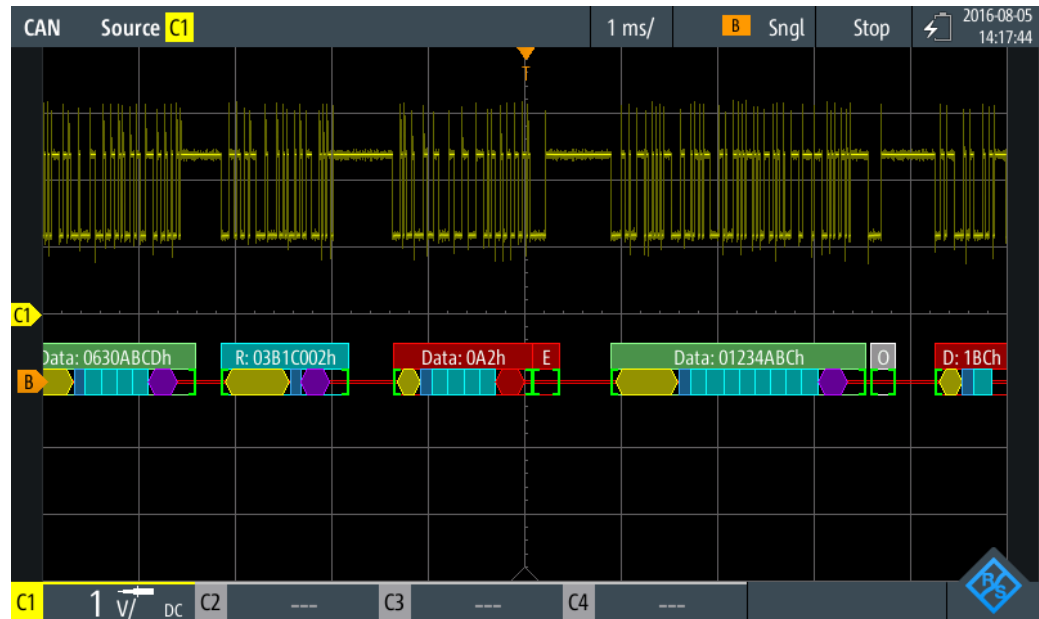 CAN Source C1 1 ms/ B Sngl Stop 2016-08-05
14:17:44
T
C1
Data: 0630ABCDh R: 03B1C002h Data: 0A2h E Data: 01234ABCh O D: 1BCh
B
C1 1 V/ DC C2 --- C3 --- C4 ---
R/S